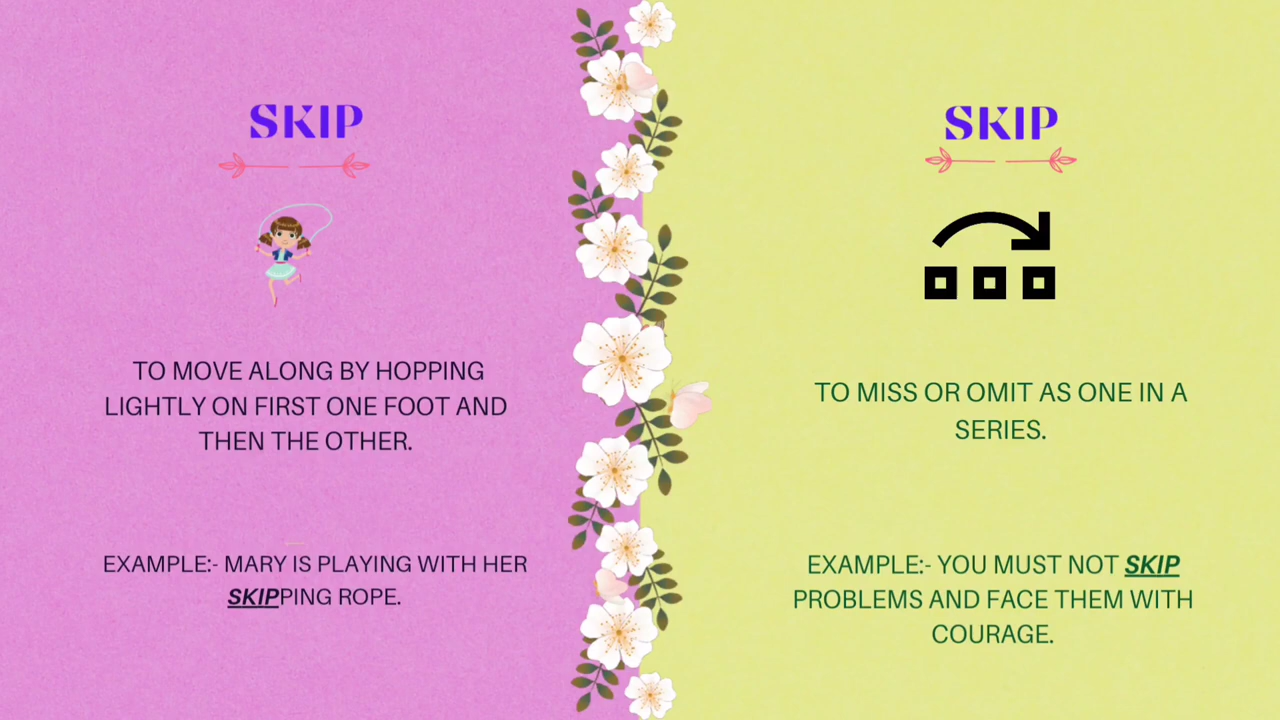 SKIP
TO MOVE ALONG BY HOPPING
LIGHTLY ON FIRST ONE FOOT AND
THEN THE OTHER.
EXAMPLE:- MARY IS PLAYING WITH HER
SKIPPING ROPE.
SKIP
TO MISS OR OMIT AS ONE IN A
SERIES.
EXAMPLE:- YOU MUST NOT SKIP
PROBLEMS AND FACE THEM WITH
COURAGE.